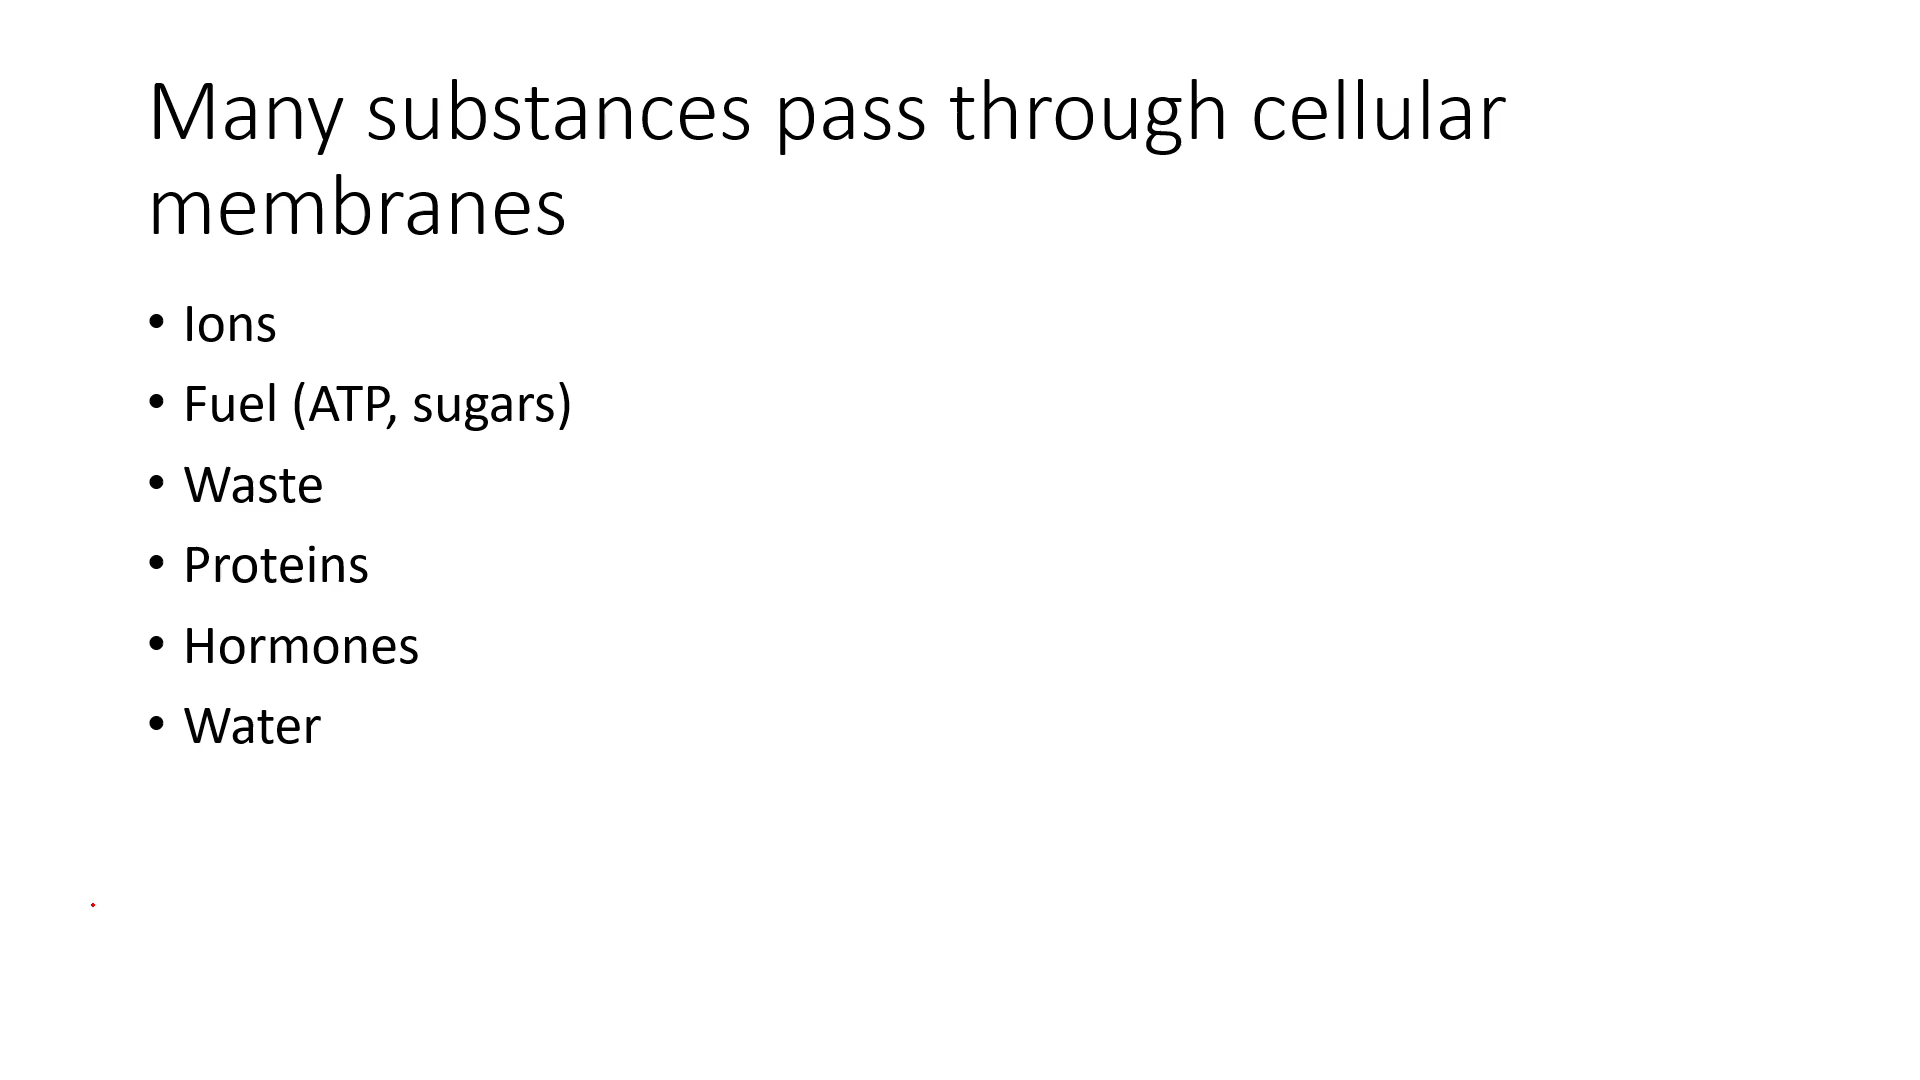 Many substances pass through cellular
membranes
• Ions
• Fuel (ATP, sugars)
• Waste
• Proteins
• Hormones
• Water